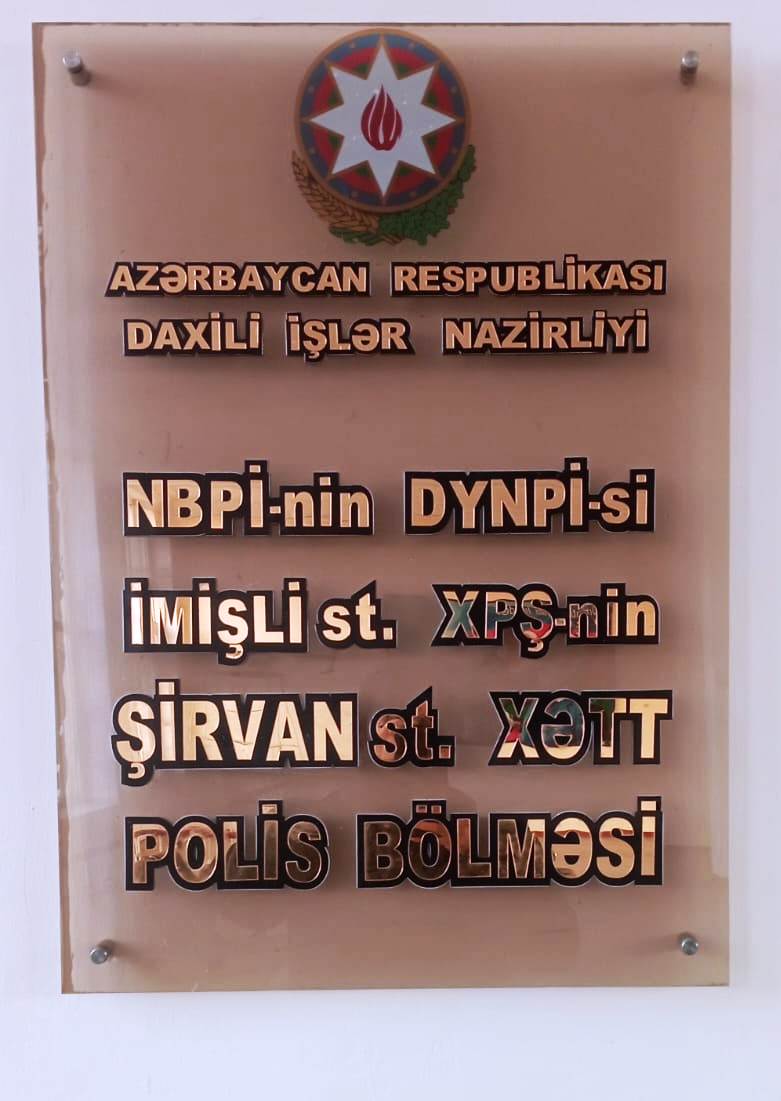 AZƏRBAYCAN RESPUBLİKASI
DAXİLİ İŞLƏR NAZİRLİYİ
NBPİ-nin DYNPİ-si
İMİŞLİ st. XPŞ-nin
ŞİRVAN st. XƏTT
POLİS BÖLMƏSİ